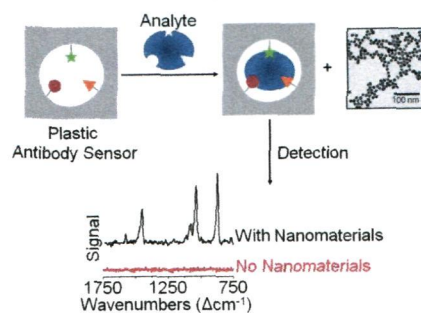 Analyte
+
100 nm
Plastic
Antibody Sensor
Detection
Signal
With Nanomaterials
No Nanomaterials
1750 1250 750
Wavenumbers (Δcm⁻¹)